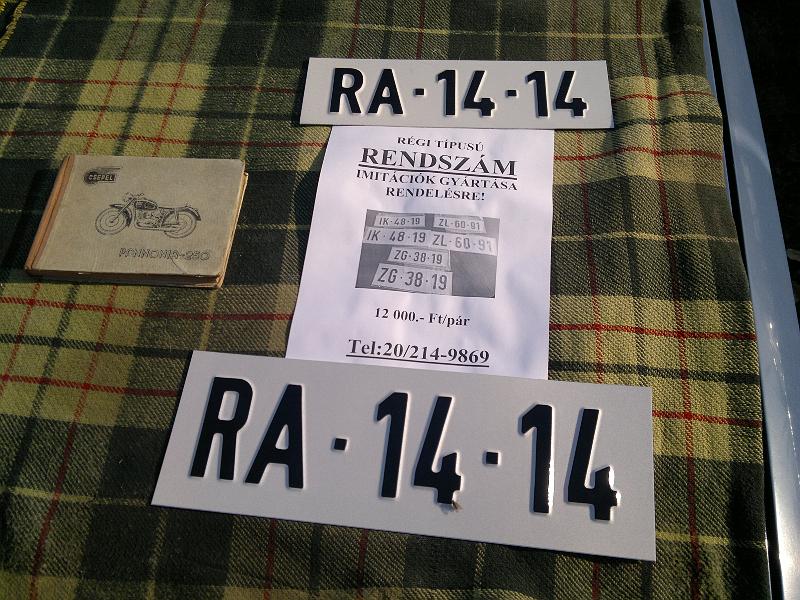 RA·14·14
RÉGI TÍPUSÚ
RENDSZÁM
IMITÁCIÓK GYÁRTÁSA
RENDELÉSRE!
IK·48·19 ZL·60·91
IK·48·19 ZL·60·91
ZG·38·19
ZG·38·19
12 000.- Ft/pár
Tel:20/214-9869
CSEPEL
PANNONIA-250
RA·14·14